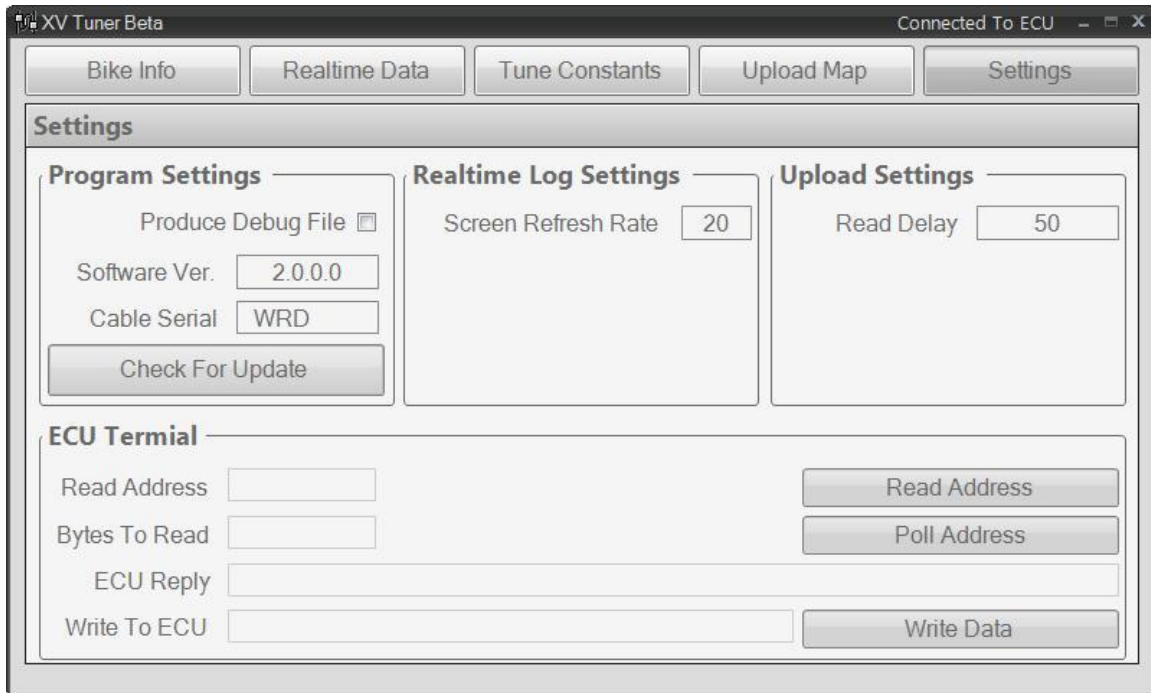 XV Tuner Beta Connected To ECU
Bike Info Realtime Data Tune Constants Upload Map Settings
Settings
Program Settings Realtime Log Settings Upload Settings
Produce Debug File Screen Refresh Rate 20 Read Delay 50
Software Ver. 2.0.0.0
Cable Serial WRD
Check For Update
ECU Termial
Read Address Read Address
Bytes To Read Poll Address
ECU Reply
Write To ECU Write Data